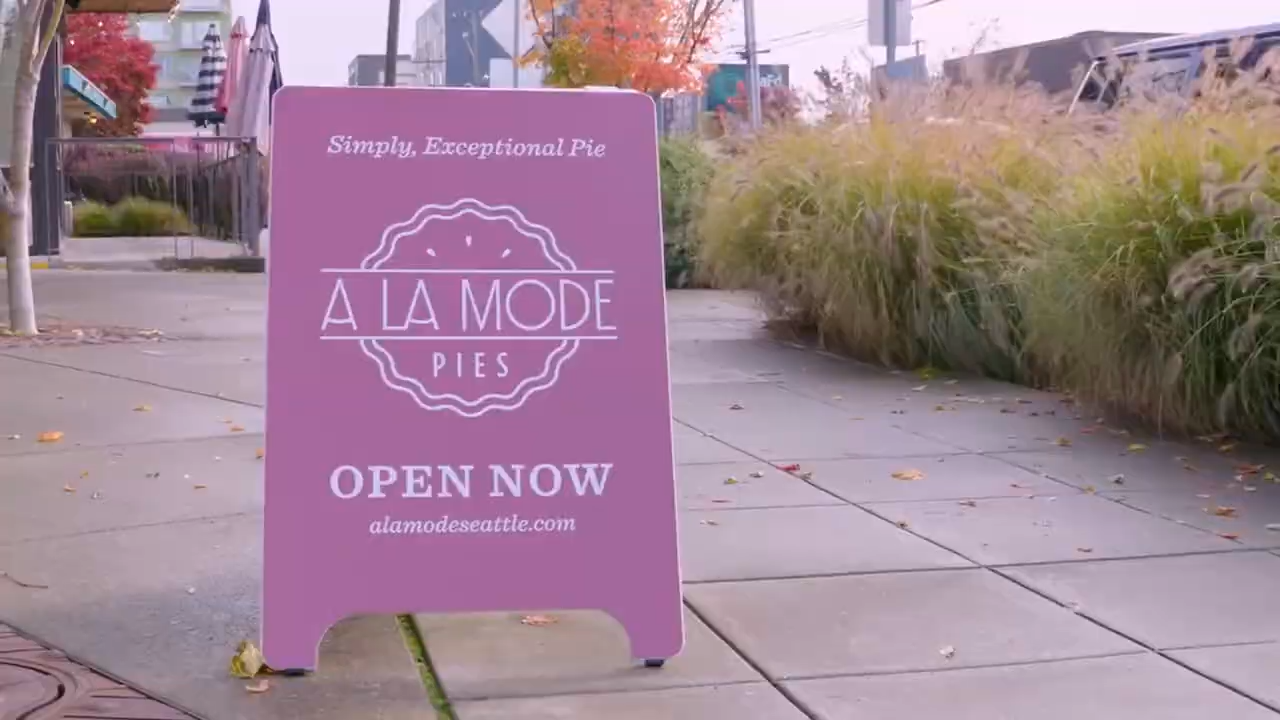 Simply, Exceptional Pie
A LA MODE
PIES
OPEN NOW
alamodeseattle.com